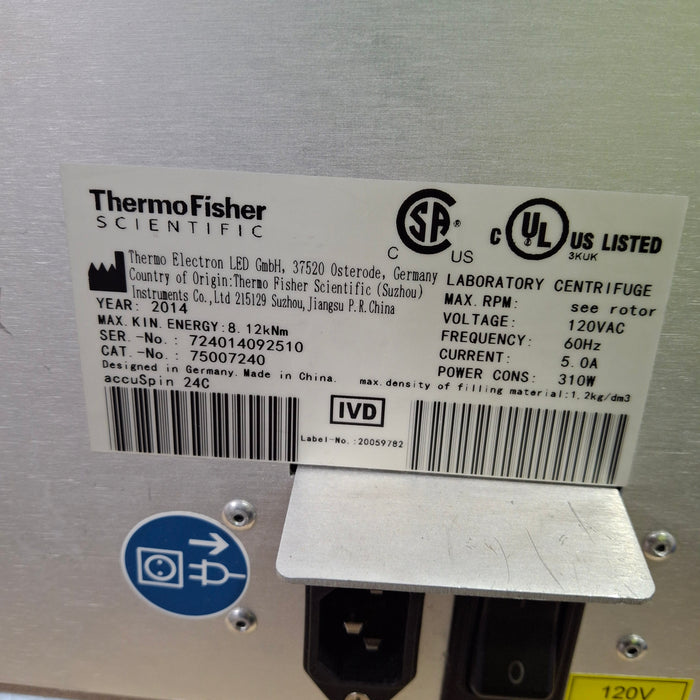 ThermoFisher
SCIENTIFIC
Thermo Electron LED GmbH, 37520 Osterode, Germany
Country of Origin:Thermo Fisher Scientific (Suzhou)
Instruments Co.,Ltd 215129 Suzhou,Jiangsu P.R.China
YEAR: 2014
MAX.KIN.ENERGY:8.12kNm
SER.-No.: 724014092510
CAT.-No.: 75007240
Designed in Germany. Made in China.
accuSpin 24C
C SA® US
C UL US LISTED
3KUK
LABORATORY CENTRIFUGE
MAX. RPM: see rotor
VOLTAGE: 120VAC
FREQUENCY: 60Hz
CURRENT: 5.0A
POWER CONS: 310W
max.density of filling material:1.2kg/dm3
IVD
Label-No.:20059782
120V